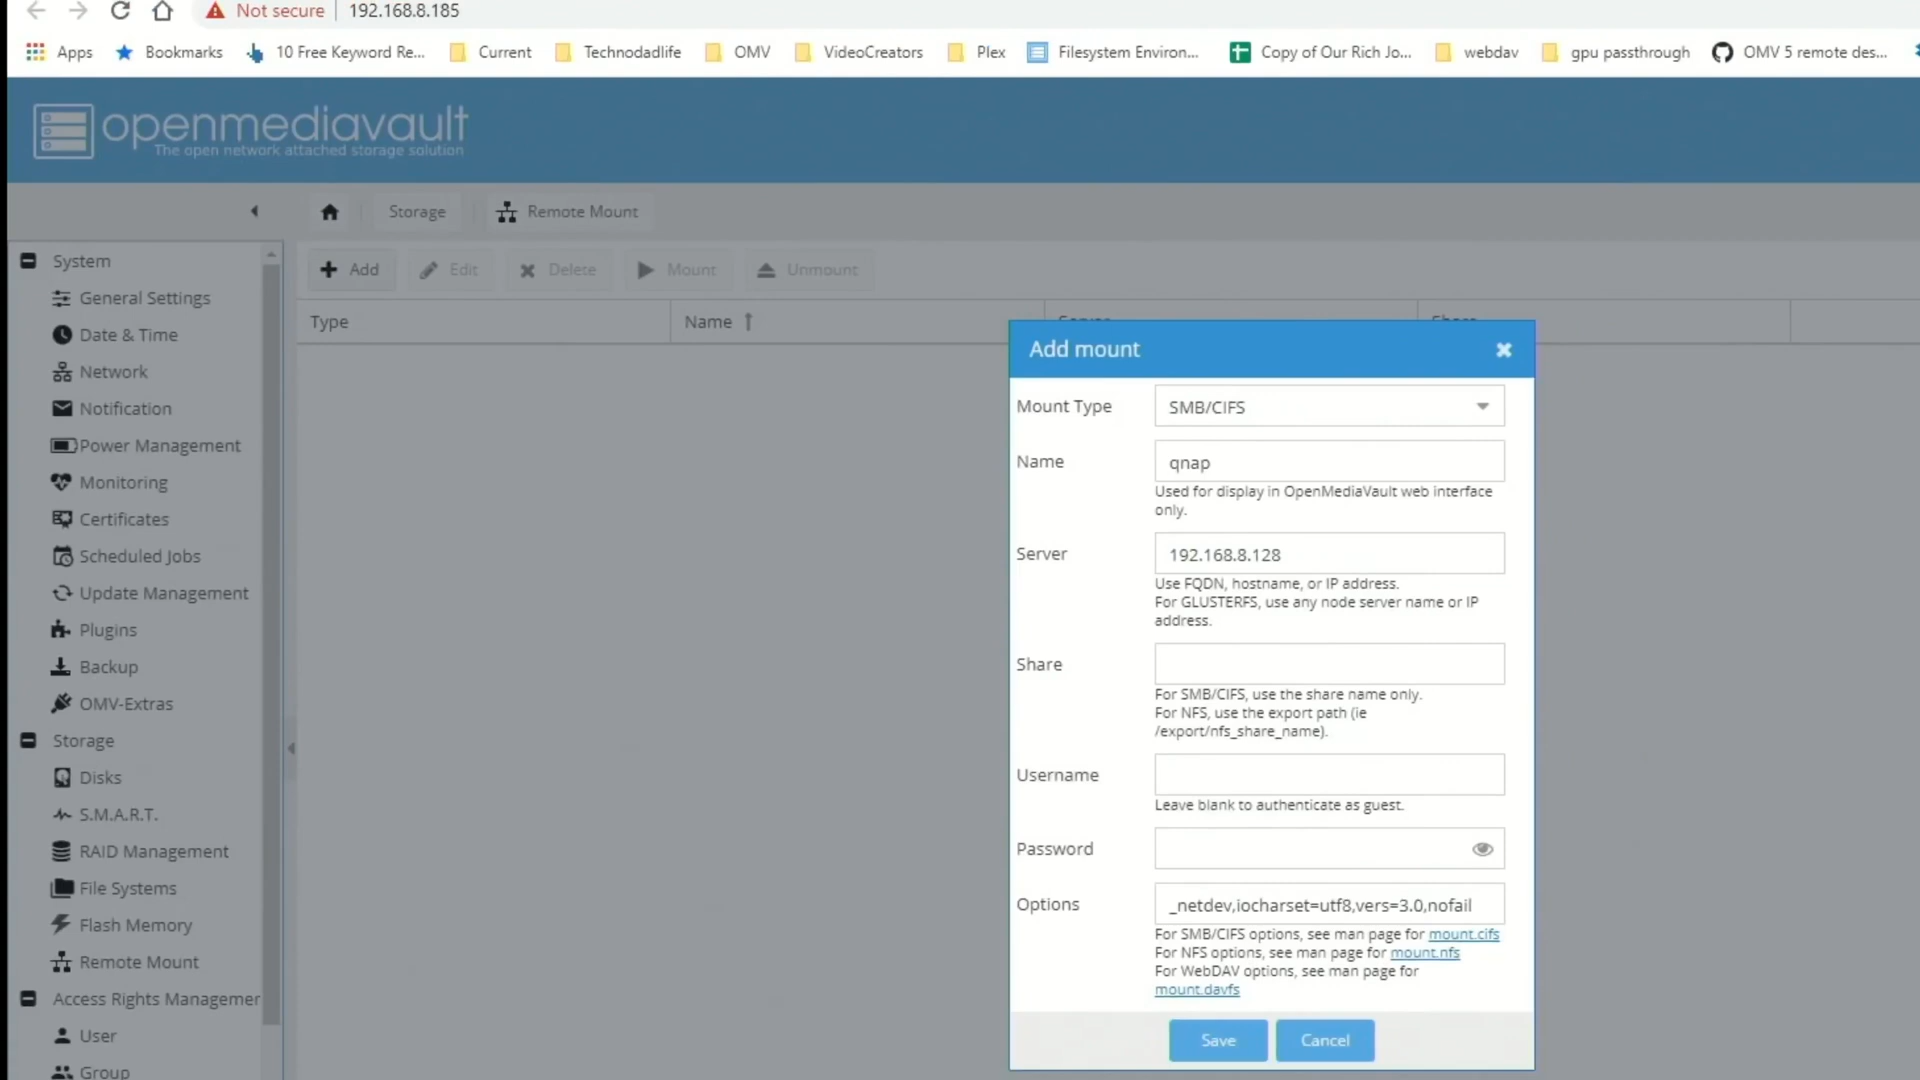 Not secure 192.168.8.185
Apps Bookmarks 10 Free Keyword Re... Current Technodadlife OMV VideoCreators Plex Filesystem Environ... Copy of Our Rich Jo... webdav gpu passthrough OMV 5 remote des...
openmediavault
The open network attached storage solution
Storage Remote Mount
System
General Settings
Date & Time
Network
Notification
Power Management
Monitoring
Certificates
Scheduled Jobs
Update Management
Plugins
Backup
OMV-Extras
Storage
Disks
S.M.A.R.T.
RAID Management
File Systems
Flash Memory
Remote Mount
Access Rights Managemer
User
Group
Add Edit Delete Mount Unmount
Type Name Server Share
Add mount
Mount Type SMB/CIFS
Name qnap
Used for display in OpenMediaVault web interface
only.
Server 192.168.8.128
Use FQDN, hostname, or IP address.
For GLUSTERFS, use any node server name or IP
address.
Share
For SMB/CIFS, use the share name only.
For NFS, use the export path (ie
/export/nfs_share_name).
Username
Leave blank to authenticate as guest.
Password
Options _netdev,iocharset=utf8,vers=3.0,nofail
For SMB/CIFS options, see man page for mount.cifs
For NFS options, see man page for mount.nfs
For WebDAV options, see man page for
mount.davfs
Save Cancel